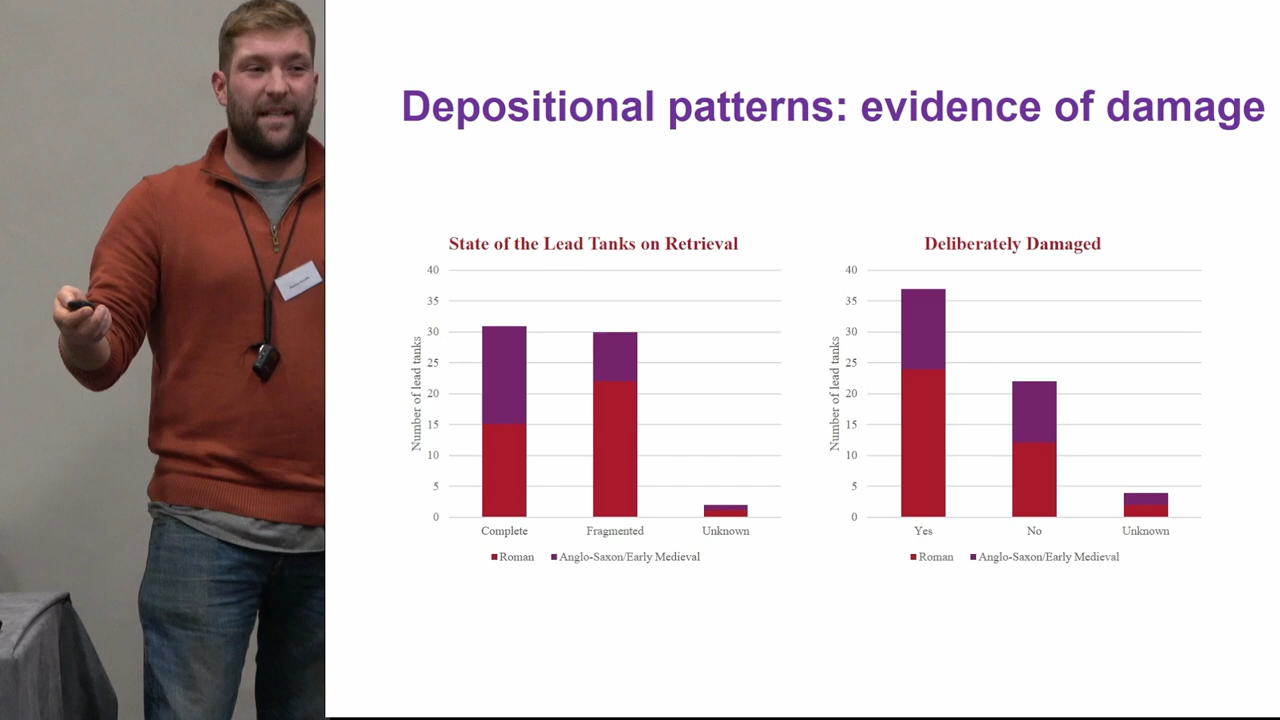 Depositional patterns: evidence of damage
State of the Lead Tanks on Retrieval
Number of lead tanks
40
35
30
25
20
15
10
5
0
Complete Fragmented Unknown
Roman Anglo-Saxon/Early Medieval
Deliberately Damaged
Number of lead tanks
40
35
30
25
20
15
10
5
0
Yes No Unknown
Roman Anglo-Saxon/Early Medieval